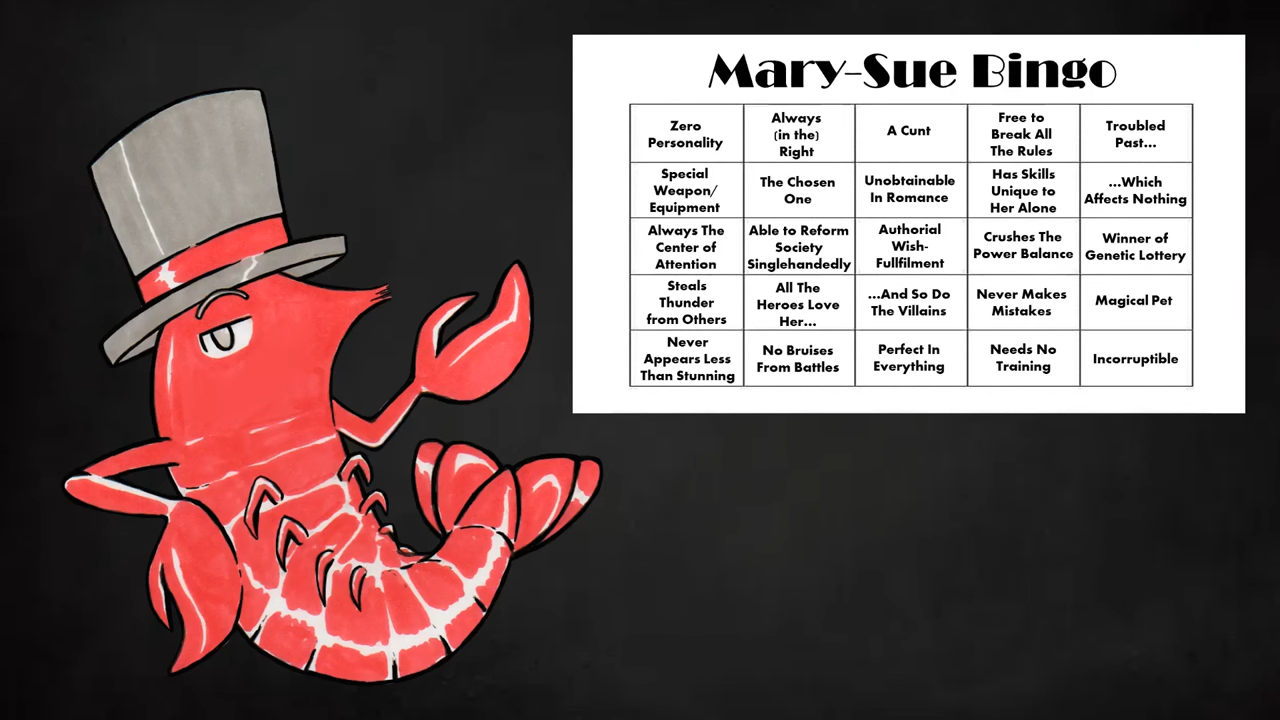 Mary-Sue Bingo
Zero
Personality
Always
(in the)
Right
A Cunt
Free to
Break All
The Rules
Troubled
Past...
Special
Weapon/
Equipment
The Chosen
One
Unobtainable
In Romance
Has Skills
Unique to
Her Alone
...Which
Affects Nothing
Always The
Center of
Attention
Able to Reform
Society
Singlehandedly
Authorial
Wish-
Fullfilment
Crushes The
Power Balance
Winner of
Genetic Lottery
Steals
Thunder
from Others
All The
Heroes Love
Her...
...And So Do
The Villains
Never Makes
Mistakes
Magical Pet
Never
Appears Less
Than Stunning
No Bruises
From Battles
Perfect In
Everything
Needs No
Training
Incorruptible